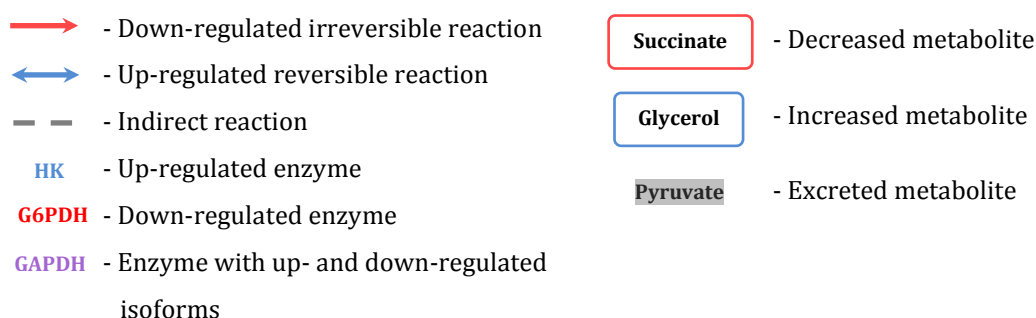 - Down-regulated irreversible reaction
- Up-regulated reversible reaction
- Indirect reaction
HK - Up-regulated enzyme
G6PDH - Down-regulated enzyme
GAPDH - Enzyme with up- and down-regulated
isoforms
Succinate - Decreased metabolite
Glycerol - Increased metabolite
Pyruvate - Excreted metabolite